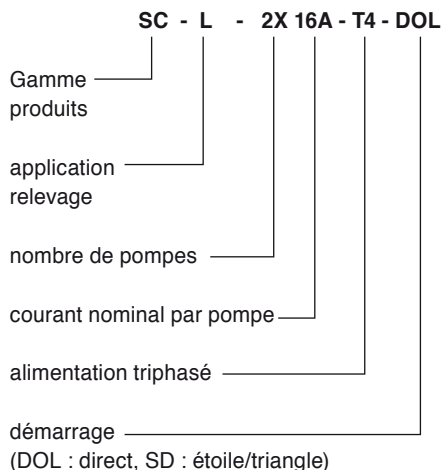 SC - L - 2X 16A - T4 - DOL
Gamme
produits
application
relevage
nombre de pompes
courant nominal par pompe
alimentation triphasé
démarrage
(DOL : direct, SD : étoile/triangle)